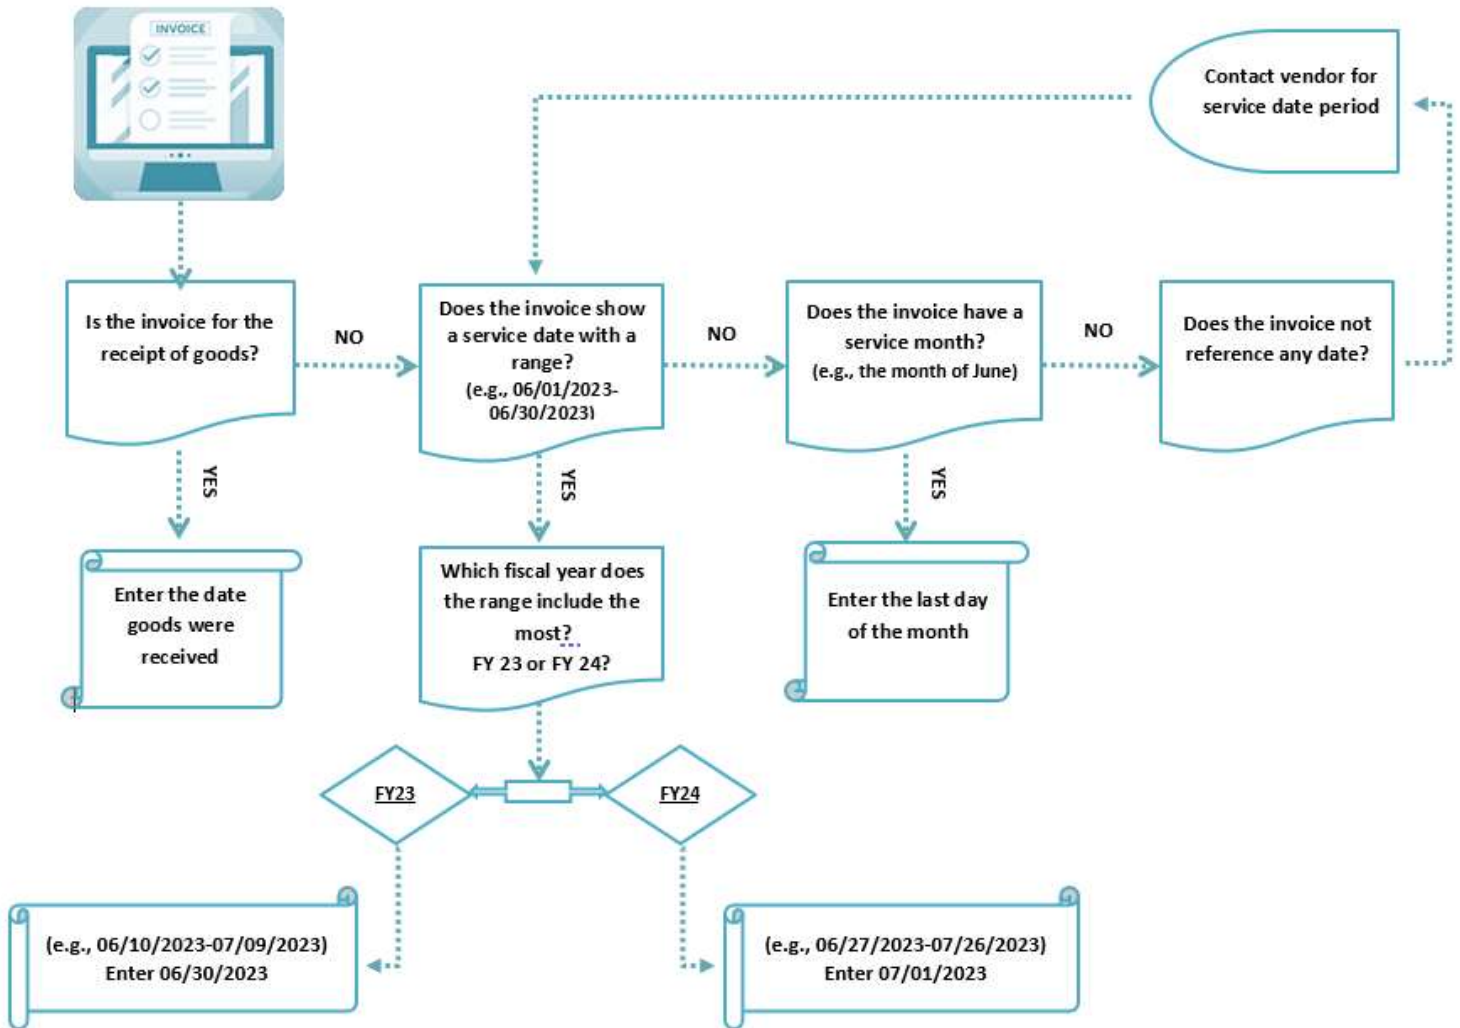 INVOICE
Contact vendor for
service date period
Is the invoice for the
receipt of goods?
NO
Does the invoice show
a service date with a
range?
(e.g., 06/01/2023-
06/30/2023)
NO
Does the invoice have a
service month?
(e.g., the month of June)
NO
Does the invoice not
reference any date?
YES
YES
YES
Enter the date
goods were
received
Which fiscal year does
the range include the
most?
FY 23 or FY 24?
Enter the last day
of the month
FY23
FY24
(e.g., 06/10/2023-07/09/2023)
Enter 06/30/2023
(e.g., 06/27/2023-07/26/2023)
Enter 07/01/2023